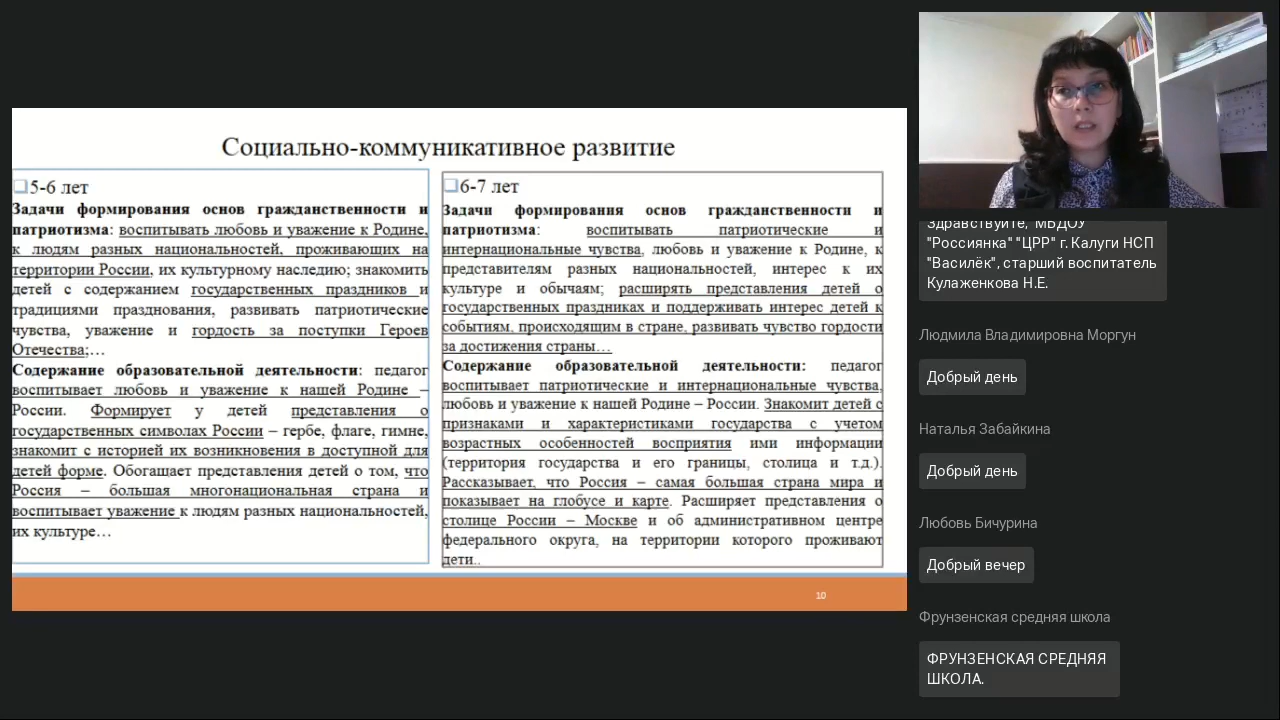 Социально-коммуникативное развитие
5-6 лет
Задачи формирования основ гражданственности и
патриотизма: воспитывать любовь и уважение к Родине,
к людям разных национальностей, проживающих на
территории России, их культурному наследию; знакомить
детей с содержанием государственных праздников и
традициями празднования, развивать патриотические
чувства, уважение и гордость за поступки Героев
Отечества;…
Содержание образовательной деятельности: педагог
воспитывает любовь и уважение к нашей Родине –
России. Формирует у детей представления о
государственных символах России – гербе, флаге, гимне,
знакомит с историей их возникновения в доступной для
детей форме. Обогащает представления детей о том, что
Россия – большая многонациональная страна и
воспитывает уважение к людям разных национальностей,
их культуре…
6-7 лет
Задачи формирования основ гражданственности и
патриотизма: воспитывать патриотические и
интернациональные чувства, любовь и уважение к Родине, к
представителям разных национальностей, интерес к их
культуре и обычаям; расширять представления детей о
государственных праздниках и поддерживать интерес детей к
событиям, происходящим в стране, развивать чувство гордости
за достижения страны…
Содержание образовательной деятельности: педагог
воспитывает патриотические и интернациональные чувства,
любовь и уважение к нашей Родине – России. Знакомит детей с
признаками и характеристиками государства с учетом
возрастных особенностей восприятия ими информации
(территория государства и его границы, столица и т.д.).
Рассказывает, что Россия – самая большая страна мира и
показывает на глобусе и карте. Расширяет представления о
столице России – Москве и об административном центре
федерального округа, на территории которого проживают
дети..
10
Здравствуйте, МБДОУ
"Россиянка" "ЦРР" г. Калуги НСП
"Василёк", старший воспитатель
Кулаженкова Н.Е.
Людмила Владимировна Моргун
Добрый день
Наталья Забайкина
Добрый день
Любовь Бичурина
Добрый вечер
Фрунзенская средняя школа
ФРУНЗЕНСКАЯ СРЕДНЯЯ
ШКОЛА.